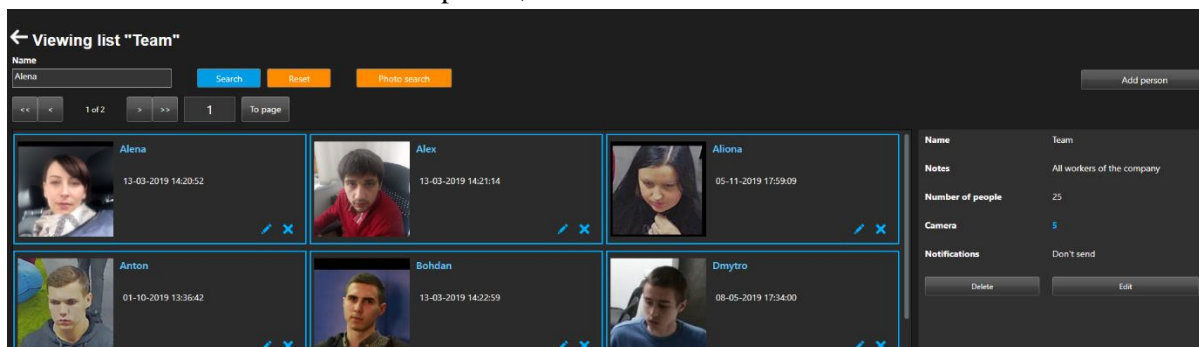 Viewing list "Team"
Name
Alena
Search Reset Photo search Add person
<< < 1 of 2 > >> 1 To page
Alena
13-03-2019 14:20:52
Alex
13-03-2019 14:21:14
Aliona
05-11-2019 17:59:09
Anton
01-10-2019 13:36:42
Bohdan
13-03-2019 14:22:59
Dmytro
08-05-2019 17:34:00
Name Team
Notes All workers of the company
Number of people 25
Camera
Notifications Don't send
Delete Edit